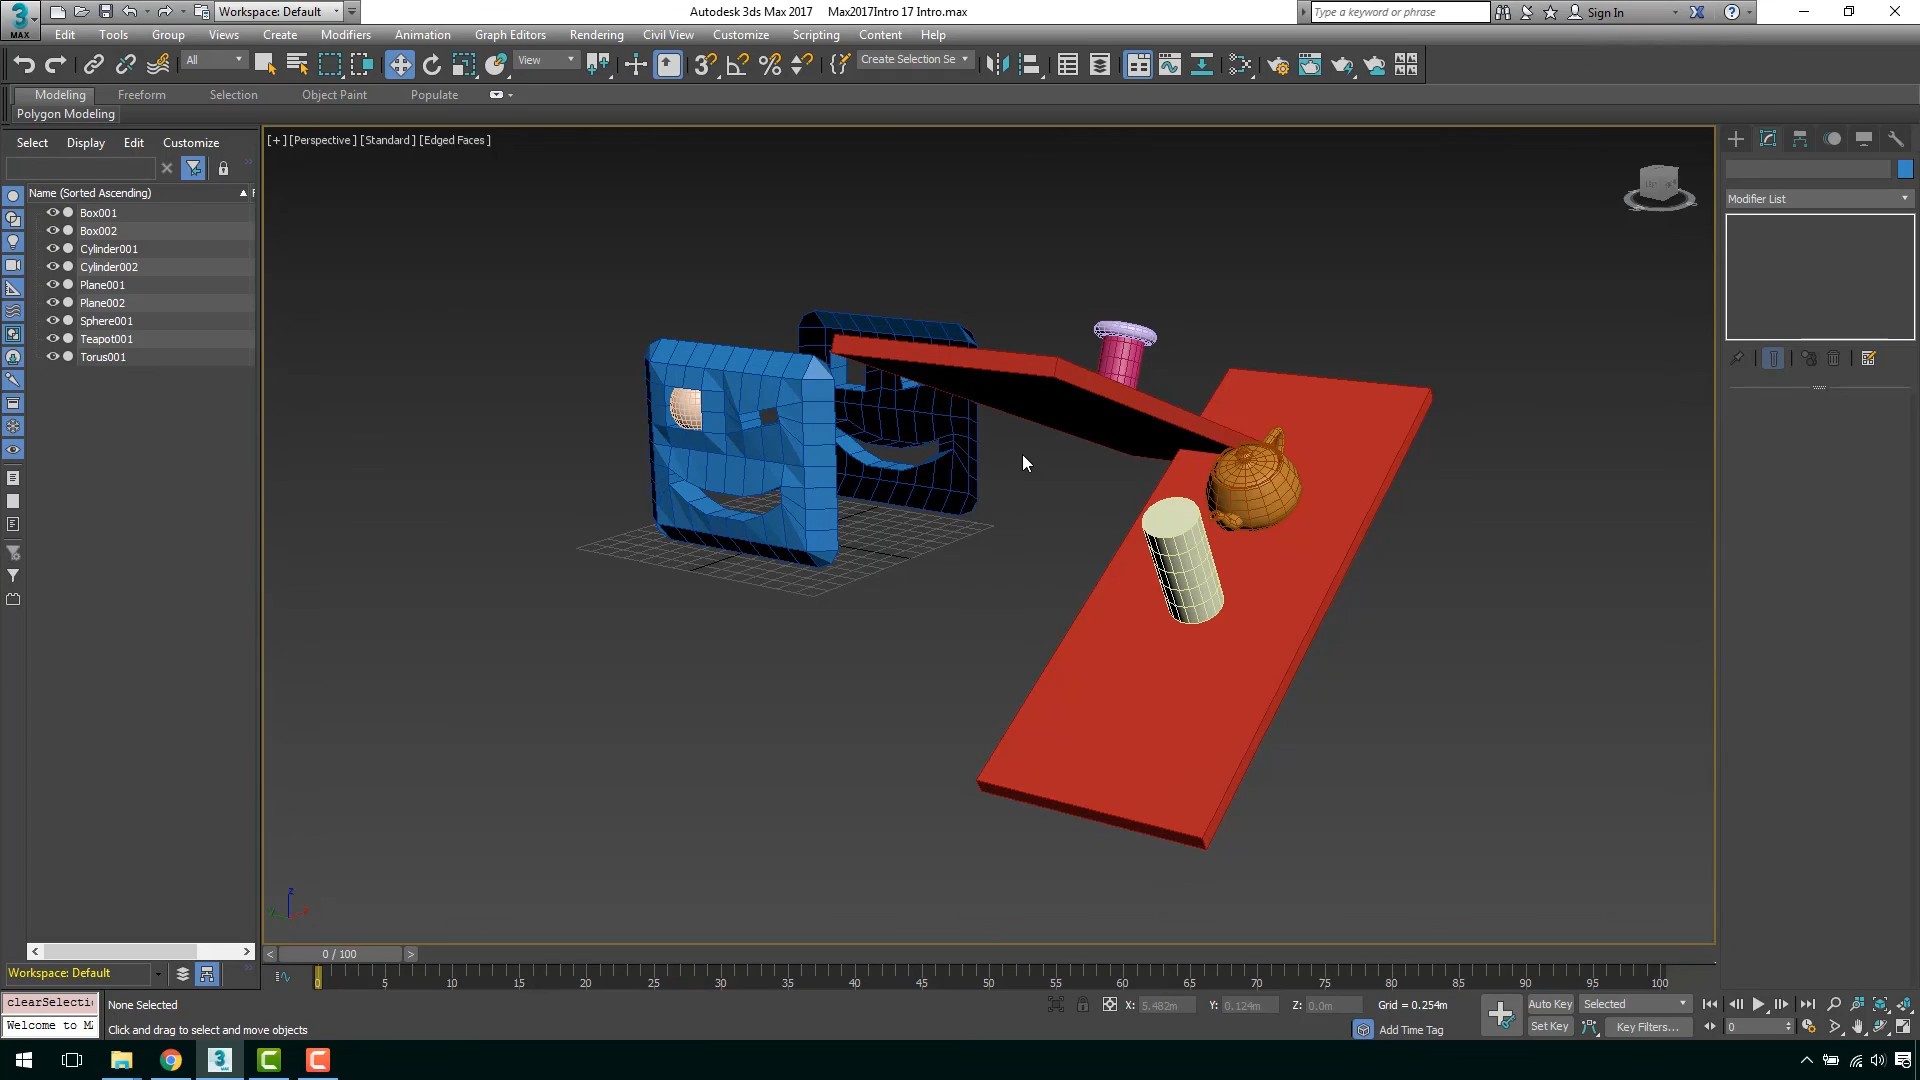 Workspace: Default
Autodesk 3ds Max 2017 Max2017Intro 17 Intro.max
Type a keyword or phrase
Sign In
MAX
Edit Tools Group Views Create Modifiers Animation Graph Editors Rendering Civil View Customize Scripting Content Help
All
View
Create Selection Se
Modeling Freeform Selection Object Paint Populate
Polygon Modeling
Select Display Edit Customize
[+] [Perspective ] [Standard ] [Edged Faces ]
Name (Sorted Ascending)
Modifier List
Box001
Box002
Cylinder001
Cylinder002
Plane001
Plane002
Sphere001
Teapot001
Torus001
z
0 / 100
Workspace: Default
0 5 10 15 20 25 30 35 40 45 50 55 60 65 70 75 80 85 90 95 100
clearSelecti
None Selected
X: 5.482m Y: 0.124m Z: 0.0m Grid = 0.254m
Auto Key Selected
Welcome to M
Click and drag to select and move objects
Add Time Tag
Set Key Key Filters... 0